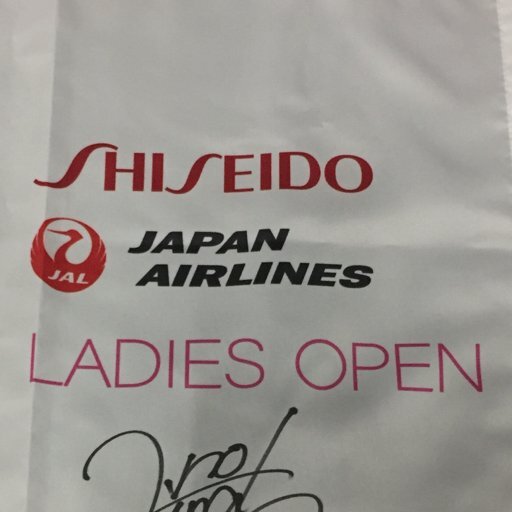 SHISEIDO
JAL
JAPAN
AIRLINES
LADIES OPEN